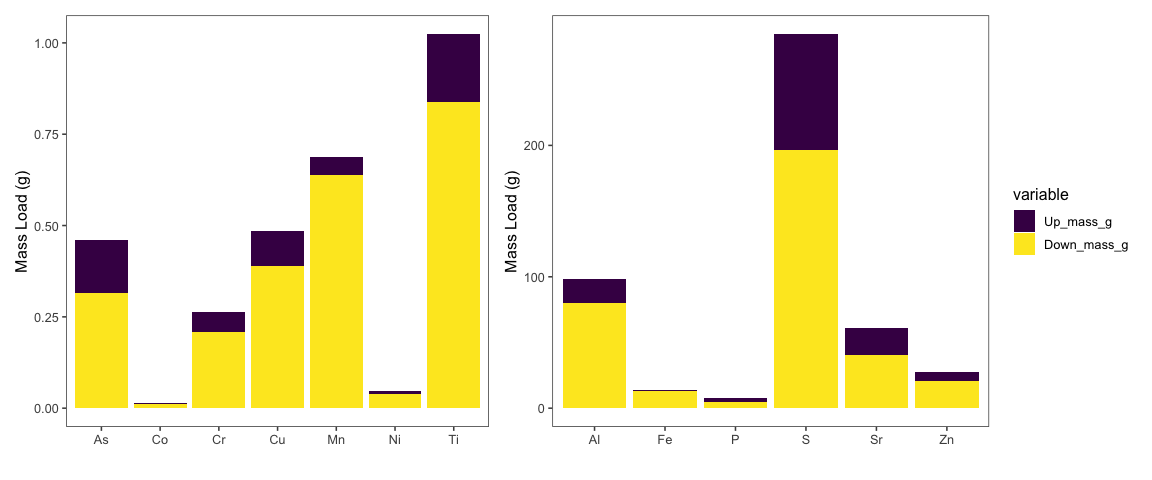 Mass Load (g)
1.00
0.75
0.50
0.25
0.00
As Co Cr Cu Mn Ni Ti
Mass Load (g)
200
100
0
Al Fe P S Sr Zn
variable
Up_mass_g
Down_mass_g